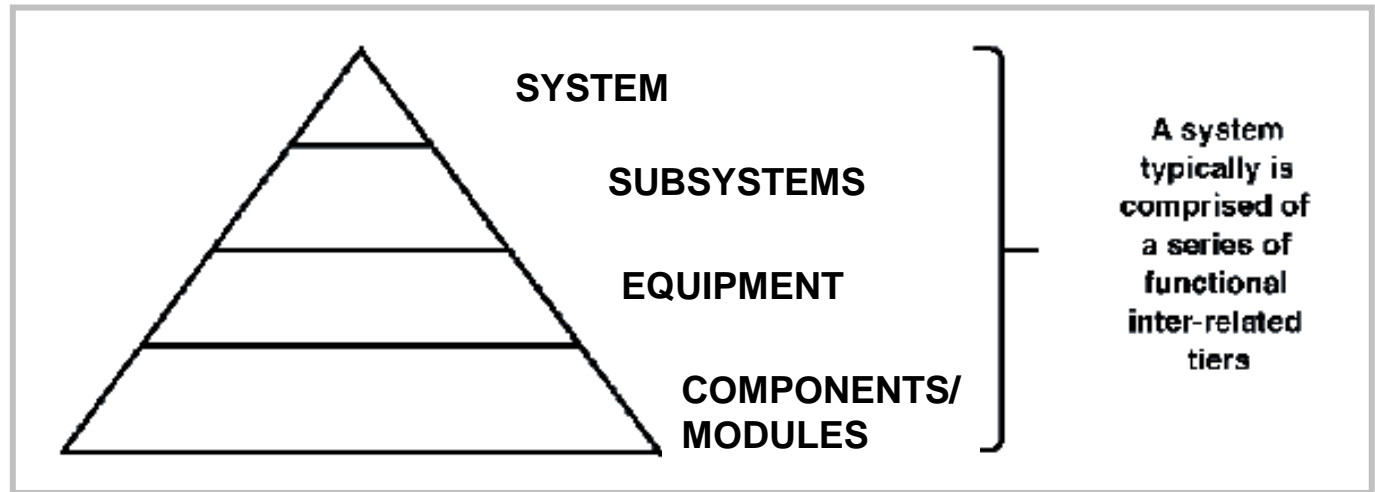 SYSTEM
SUBSYSTEMS
EQUIPMENT
COMPONENTS/
MODULES
A system
typically is
comprised of
a series of
functional
inter-related
tiers